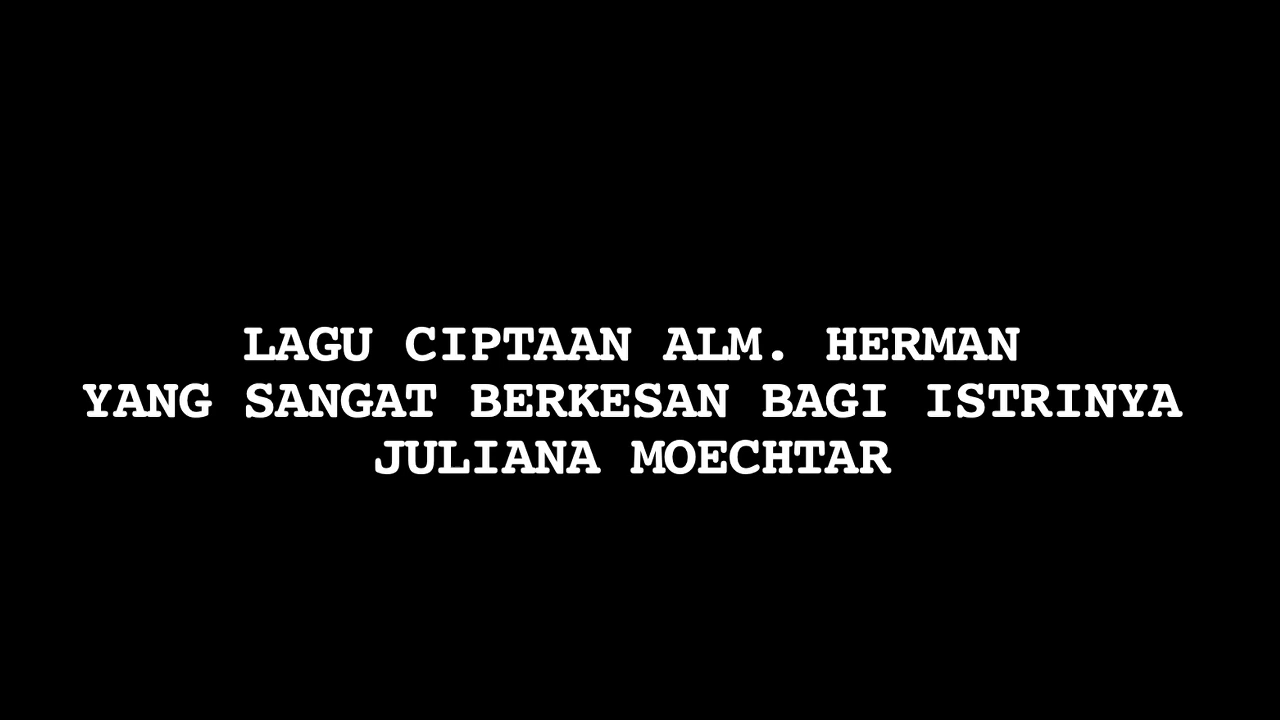 LAGU CIPTAAN ALM. HERMAN
YANG SANGAT BERKESAN BAGI ISTRINYA
JULIANA MOECHTAR